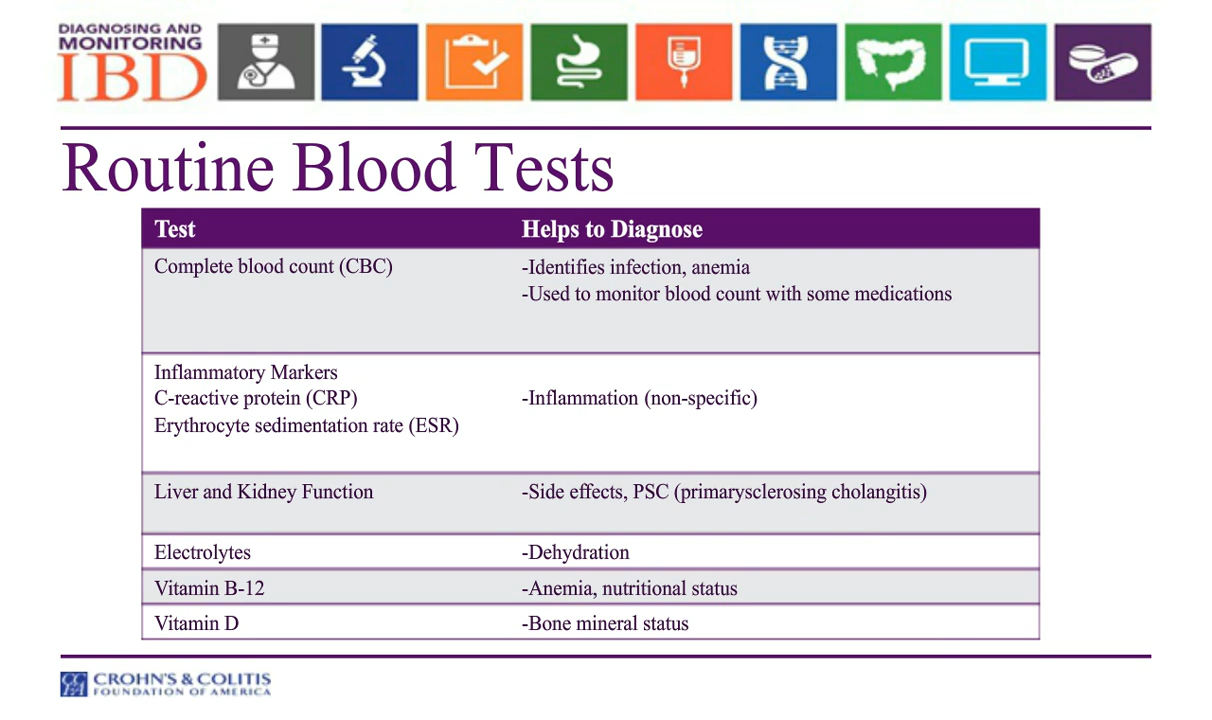 DIAGNOSING AND
MONITORING
IBD
Routine Blood Tests
Test Helps to Diagnose
Complete blood count (CBC) -Identifies infection, anemia
-Used to monitor blood count with some medications
Inflammatory Markers
C-reactive protein (CRP) -Inflammation (non-specific)
Erythrocyte sedimentation rate (ESR)
Liver and Kidney Function -Side effects, PSC (primarysclerosing cholangitis)
Electrolytes -Dehydration
Vitamin B-12 -Anemia, nutritional status
Vitamin D -Bone mineral status
CROHN'S & COLITIS
FOUNDATION OF AMERICA